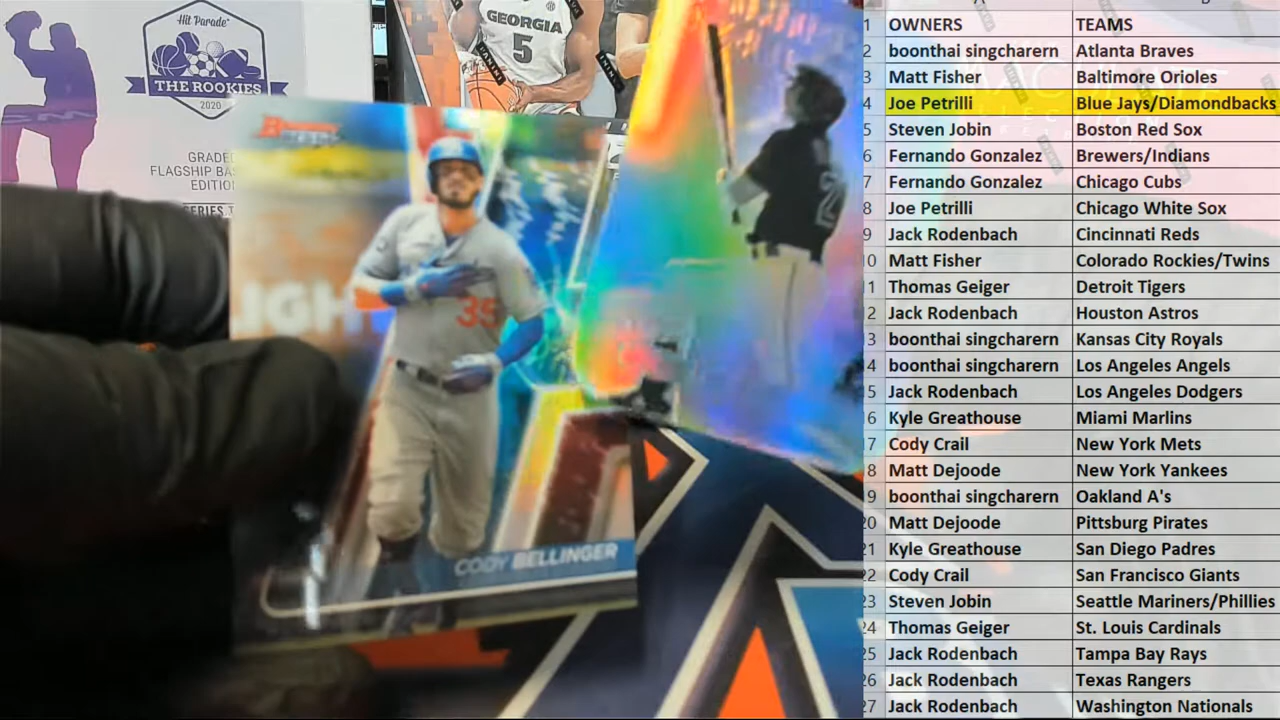 Hit Parade
THE ROOKIES
2020
GRADED
FLAGSHIP BA
EDITION
SERIES
GEORGIA
5
PANINI
Bowman's
BEST
LIGH
35
CODY BELLINGER
2
1 OWNERS TEAMS
2 boonthai singcharern Atlanta Braves
3 Matt Fisher Baltimore Orioles
4 Joe Petrilli Blue Jays/Diamondbacks
5 Steven Jobin Boston Red Sox
6 Fernando Gonzalez Brewers/Indians
7 Fernando Gonzalez Chicago Cubs
8 Joe Petrilli Chicago White Sox
9 Jack Rodenbach Cincinnati Reds
10 Matt Fisher Colorado Rockies/Twins
11 Thomas Geiger Detroit Tigers
12 Jack Rodenbach Houston Astros
13 boonthai singcharern Kansas City Royals
14 boonthai singcharern Los Angeles Angels
15 Jack Rodenbach Los Angeles Dodgers
16 Kyle Greathouse Miami Marlins
17 Cody Crail New York Mets
18 Matt Dejoode New York Yankees
19 boonthai singcharern Oakland A's
20 Matt Dejoode Pittsburg Pirates
21 Kyle Greathouse San Diego Padres
22 Cody Crail San Francisco Giants
23 Steven Jobin Seattle Mariners/Phillies
24 Thomas Geiger St. Louis Cardinals
25 Jack Rodenbach Tampa Bay Rays
26 Jack Rodenbach Texas Rangers
27 Jack Rodenbach Washington Nationals